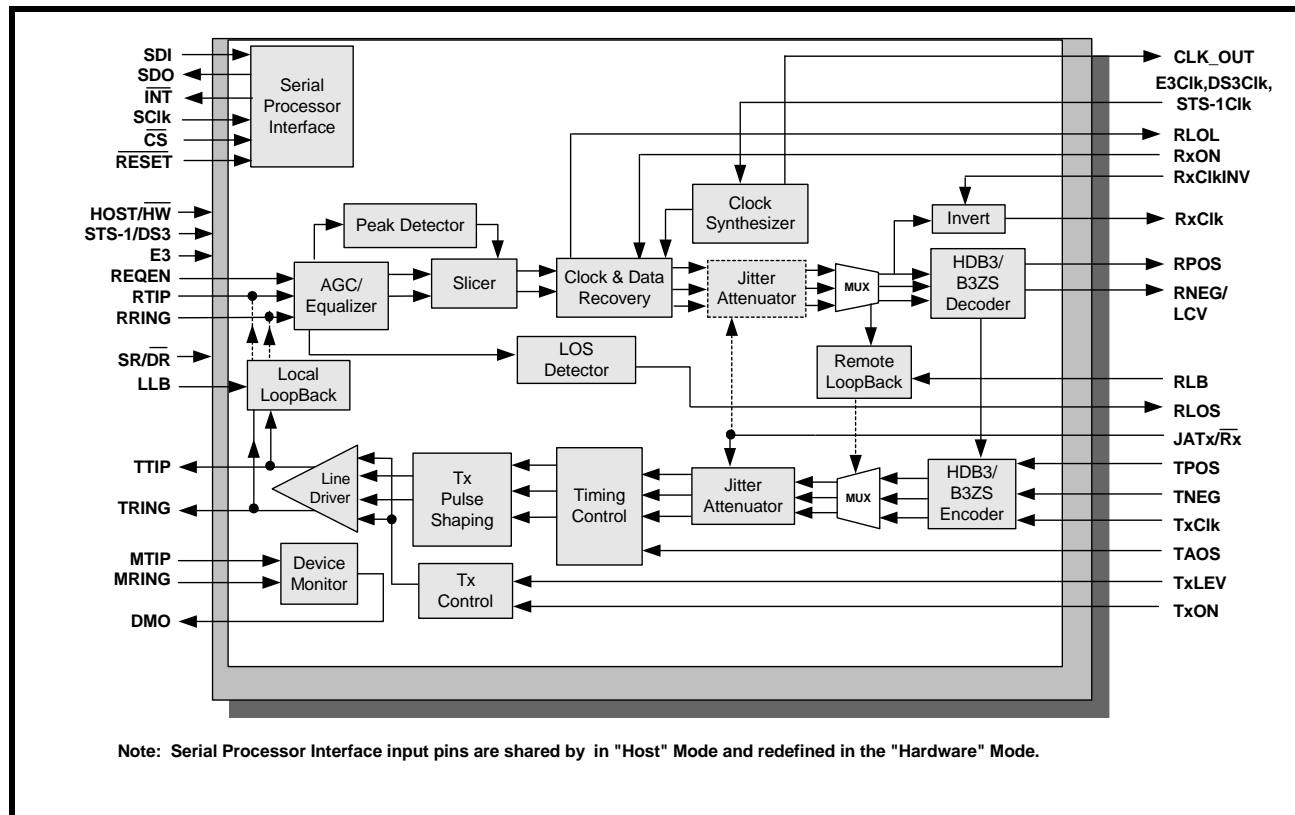 SDI
SDO
INT
SClk
CS
RESET
HOST/HW
STS-1/DS3
E3
REQEN
RTIP
RRING
SR/DR
LLB
TTIP
TRING
MTIP
MRING
DMO
Serial
Processor
Interface
Peak Detector
AGC/
Equalizer
Slicer
LOS
Detector
Local
LoopBack
Clock & Data
Recovery
Clock
Synthesizer
Jitter
Attenuator
MUX
Invert
HDB3/
B3ZS
Decoder
Remote
LoopBack
Line
Driver
Tx
Pulse
Shaping
Timing
Control
Jitter
Attenuator
MUX
HDB3/
B3ZS
Encoder
Device
Monitor
Tx
Control
CLK_OUT
E3Clk,DS3Clk,
STS-1Clk
RLOL
RxON
RxClkINV
RxClk
RPOS
RNEG/
LCV
RLB
RLOS
JATx/Rx
TPOS
TNEG
TxClk
TAOS
TxLEV
TxON
Note: Serial Processor Interface input pins are shared by in "Host" Mode and redefined in the "Hardware" Mode.